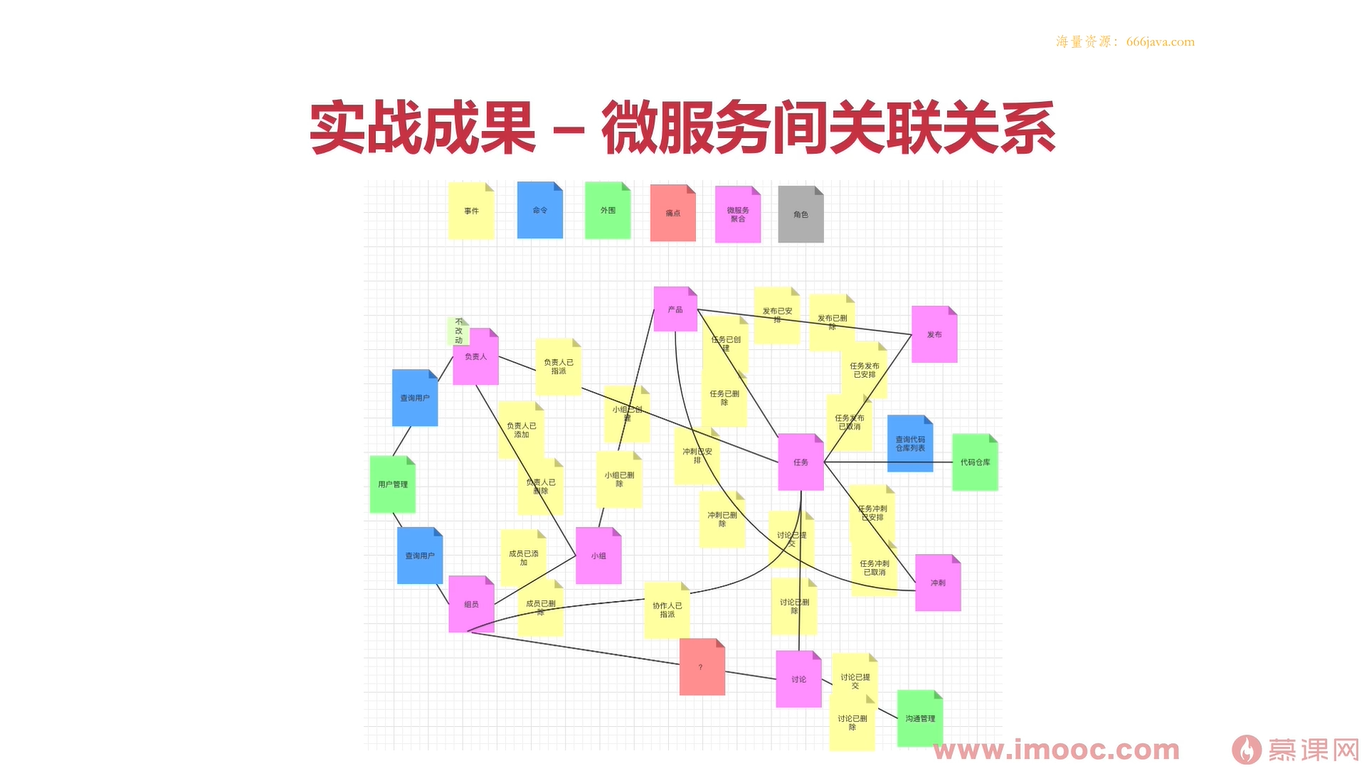 海量资源：666java.com
实战成果 – 微服务间关联关系
事件
命令
外围
痛点
微服务
聚合
角色
产品
发布已安
排
发布已删
除
发布
不
改
动
负责人
负责人已
指派
任务已创
建
任务发布
已安排
查询用户
小组已创
建
任务已删
除
任务发布
已取消
负责人已
添加
查询代码
仓库列表
冲刺已安
排
任务
代码仓库
用户管理
负责人已
删除
小组已删
除
冲刺已删
除
任务冲刺
已安排
讨论已提
交
查询用户
成员已添
加
小组
任务冲刺
已取消
冲刺
组员
成员已删
除
协作人已
指派
讨论已删
除
?
讨论
讨论已提
交
讨论已删
除
沟通管理
www.imooc.com
慕课网